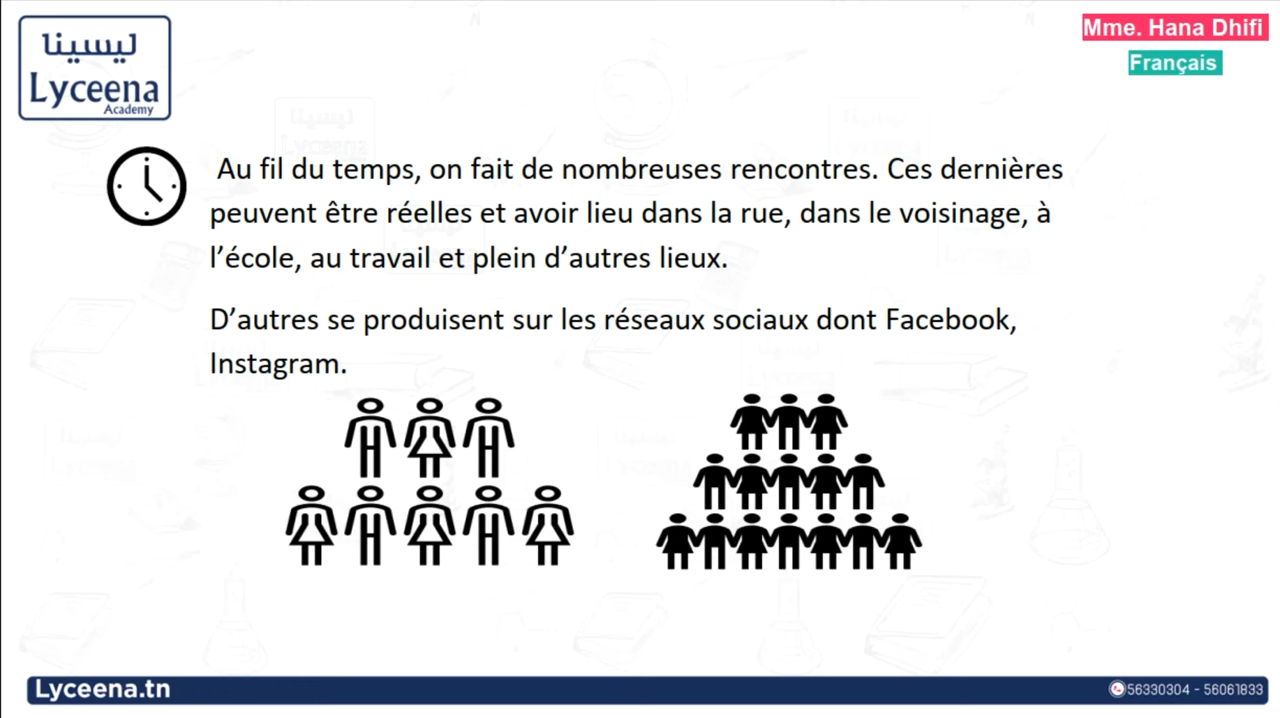 ليسينا
Lyceena
Academy
Mme. Hana Dhifi
Français
Au fil du temps, on fait de nombreuses rencontres. Ces dernières
peuvent être réelles et avoir lieu dans la rue, dans le voisinage, à
l’école, au travail et plein d’autres lieux.
D’autres se produisent sur les réseaux sociaux dont Facebook,
Instagram.
Lyceena.tn
56330304 - 56061833